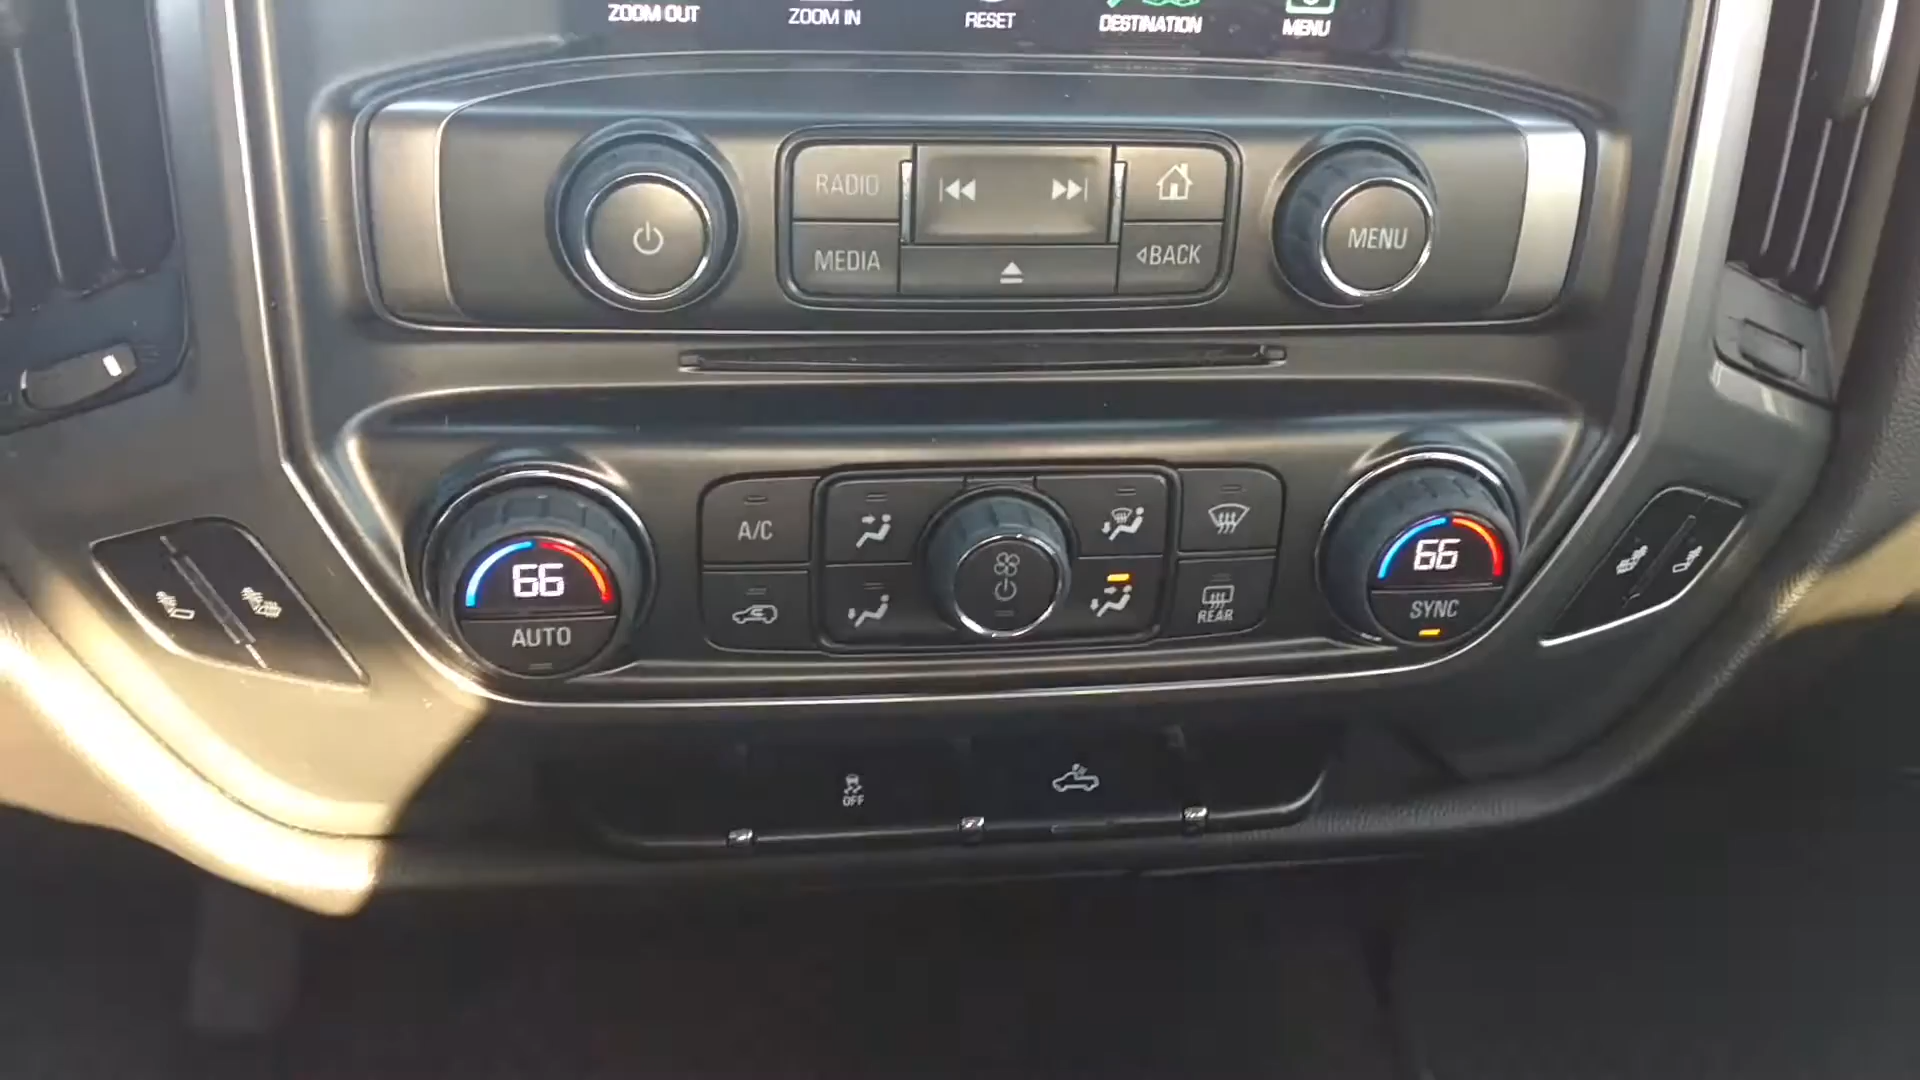 ZOOM OUT
ZOOM IN
RESET
DESTINATION
MENU
RADIO
MEDIA
BACK
MENU
A/C
66
AUTO
REAR
66
SYNC
OFF